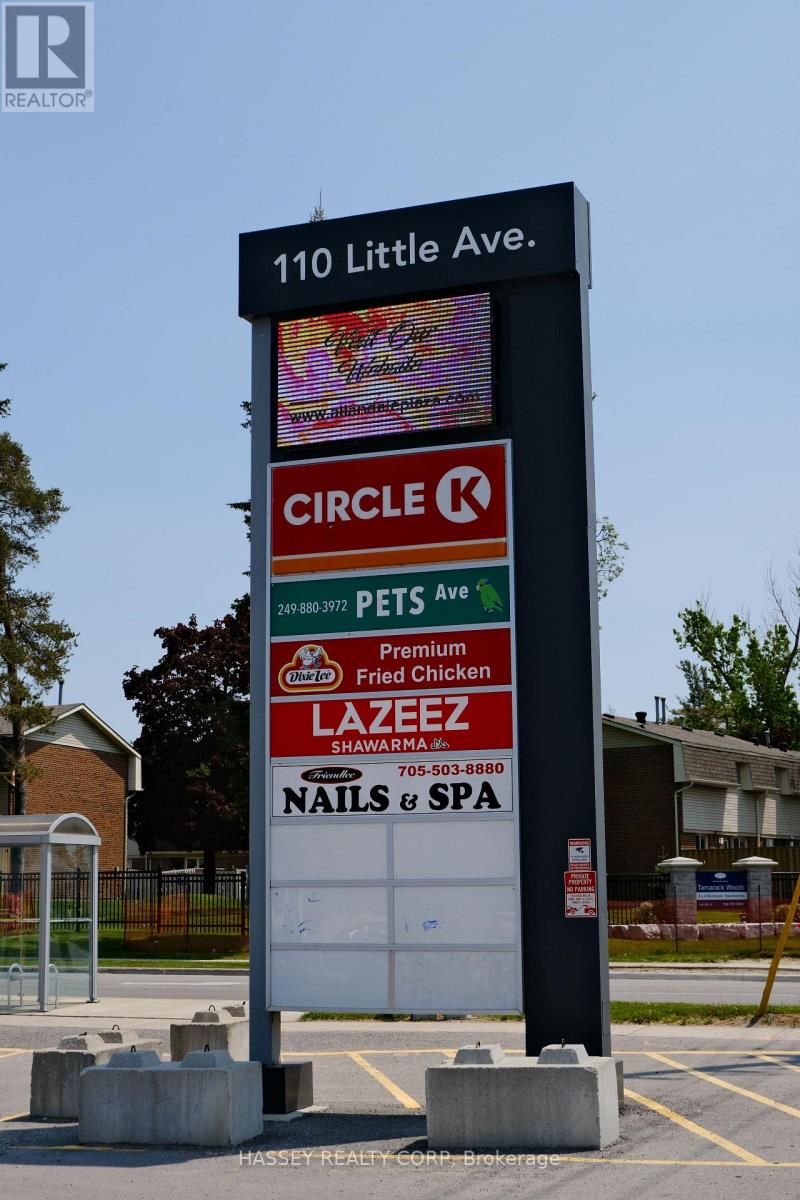 R
REALTOR®
110 Little Ave.
Visit Our
Website
www.allandaleplaza.com
CIRCLE K
249-880-3972 PETS Ave
Dixie Lee
Premium
Fried Chicken
LAZEEZ
SHAWARMA حلال
Friendlee 705-503-8880
NAILS & SPA
WARNING
PRIVATE
PROPERTY
NO PARKING
Tamarack Woods
HASSEY REALTY CORP, Brokerage